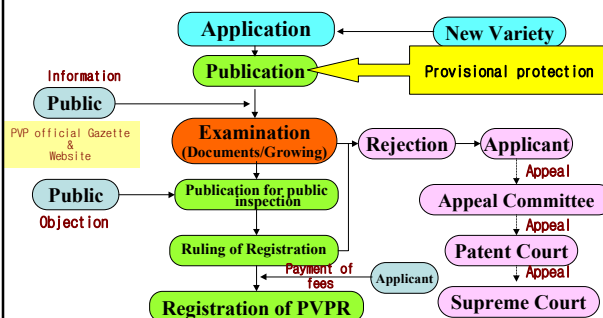 Application
New Variety
Publication
Provisional protection
Information
Public
PVP official Gazette
&
Website
Examination
(Documents/Growing)
Rejection
Applicant
Appeal
Public
Objection
Publication for public
inspection
Appeal Committee
Appeal
Ruling of Registration
Patent Court
Appeal
Payment of
fees
Applicant
Registration of PVPR
Supreme Court